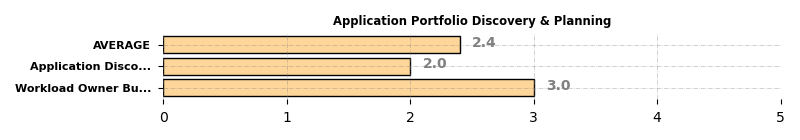 Application Portfolio Discovery & Planning
AVERAGE
2.4
Application Disco...
2.0
Workload Owner Bu...
3.0
0 1 2 3 4 5